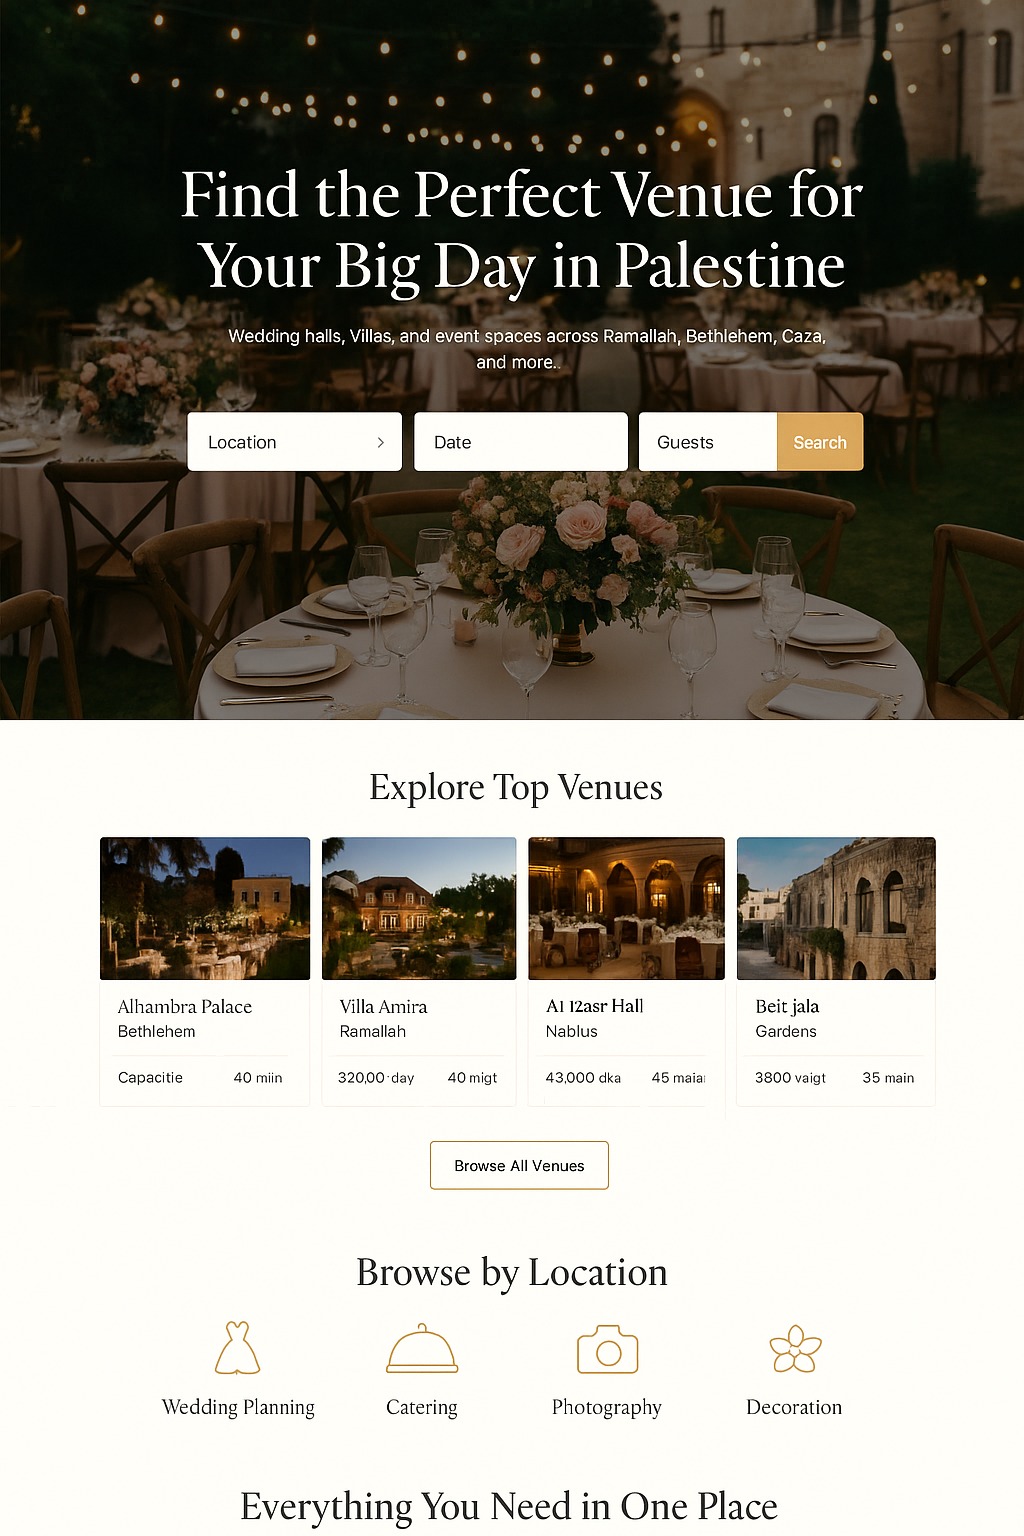 Find the Perfect Venue for
Your Big Day in Palestine
Wedding halls, Villas, and event spaces across Ramallah, Bethlehem, Caza,
and more..
Location
Date
Guests
Search
Explore Top Venues
Alhambra Palace
Bethlehem
Capacitie
40 miin
Villa Amira
Ramallah
320,00·day
40 migt
A1 12asr Hall
Nablus
43,000 dka
45 maiar
Beit jala
Gardens
3800 vaigt
35 main
Browse All Venues
Browse by Location
Wedding Planning
Catering
Photography
Decoration
Everything You Need in One Place